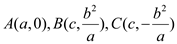 A(a,0), B(c, b²/a), C(c, −b²/a)